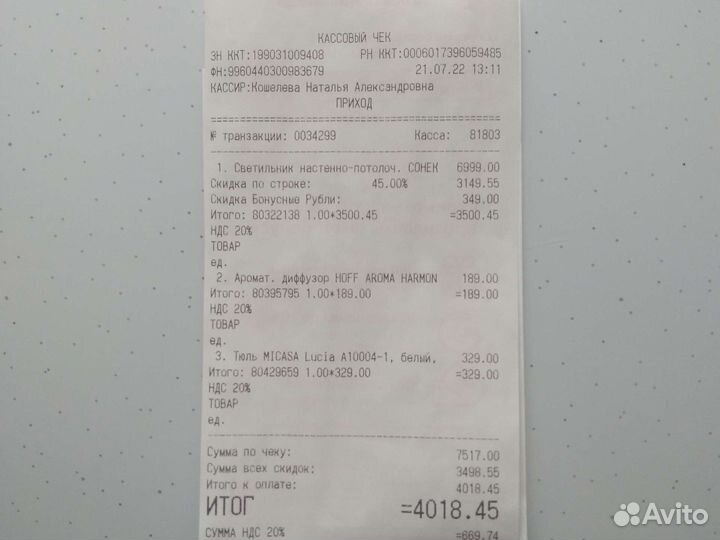 КАССОВЫЙ ЧЕК
ЗН ККТ:199031009408 РН ККТ:0006017396059485
ФН:9960440300983679 21.07.22 13:11
КАССИР:Кошелева Наталья Александровна
ПРИХОД
№ транзакции: 0034299 Касса: 81803
1. Светильник настенно-потолоч. СОНЕК 6999.00
Скидка по строке: 45.00% 3149.55
Скидка Бонусные Рубли: 349.00
Итого: 80322138 1.00*3500.45 =3500.45
НДС 20%
ТОВАР
ед.
2. Аромат. диффузор HOFF AROMA HARMON 189.00
Итого: 80395795 1.00*189.00 =189.00
НДС 20%
ТОВАР
ед.
3. Тюль MICASA Lucia A10004-1, белый, 329.00
Итого: 80429659 1.00*329.00 =329.00
НДС 20%
ТОВАР
ед.
Сумма по чеку: 7517.00
Сумма всех скидок: 3498.55
Итого к оплате: 4018.45
ИТОГ =4018.45
СУММА НДС 20% =669.74
Avito